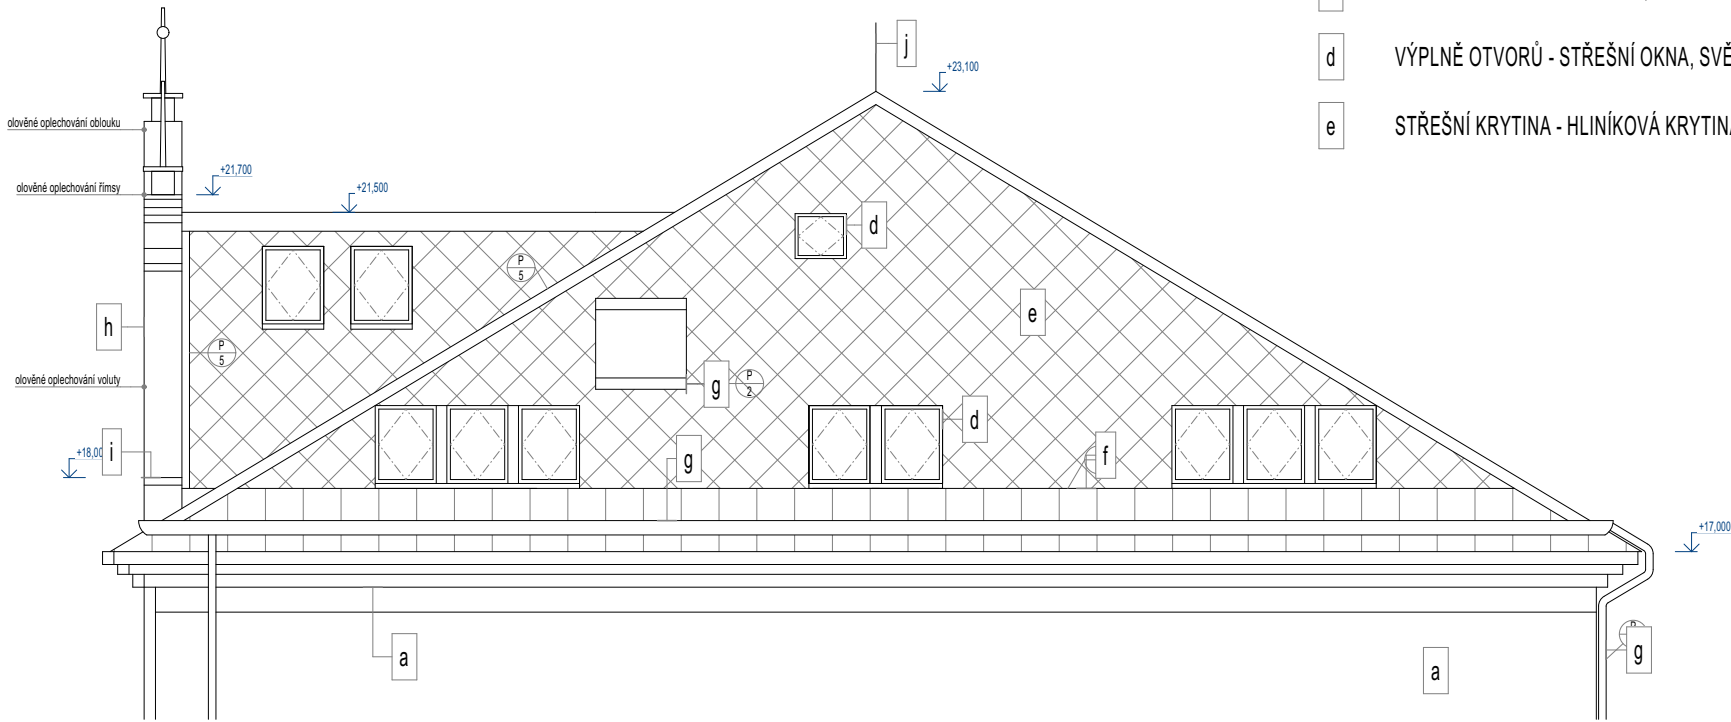 j
+23,100
d
VÝPLNĚ OTVORŮ - STŘEŠNÍ OKNA, SVĚ
e
STŘEŠNÍ KRYTINA - HLINÍKOVÁ KRYTINA
olověné oplechování oblouku
olověné oplechování římsy
+21,700
+21,500
d
P
5
e
h
P
5
olověné oplechování voluty
g
P
2
d
i
+18,00
g
f
+17,000
a
a
g